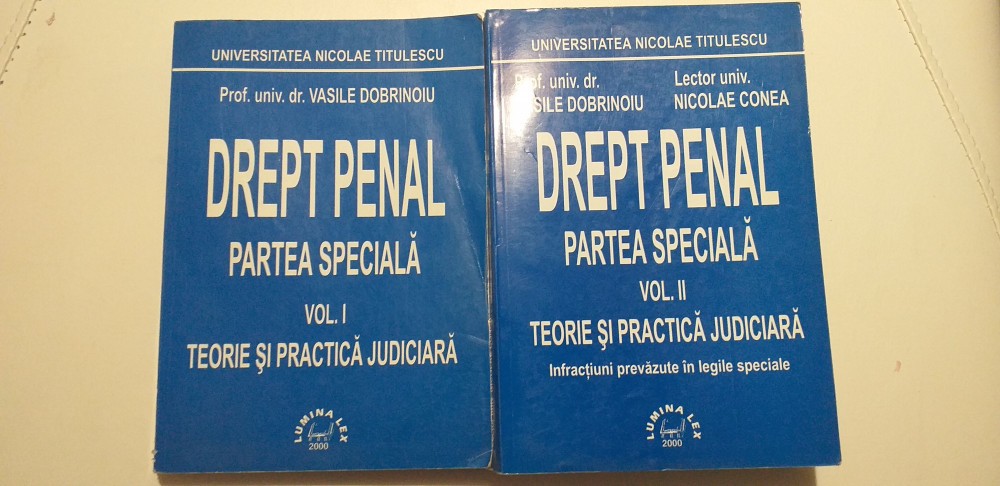 UNIVERSITATEA NICOLAE TITULESCU
Prof. univ. dr. VASILE DOBRINOIU
DREPT PENAL
PARTEA SPECIALĂ
VOL. I
TEORIE ŞI PRACTICĂ JUDICIARĂ
LUMINA LEX
2000
UNIVERSITATEA NICOLAE TITULESCU
Prof. univ. dr.
VASILE DOBRINOIU
Lector univ.
NICOLAE CONEA
DREPT PENAL
PARTEA SPECIALĂ
VOL. II
TEORIE ŞI PRACTICĂ JUDICIARĂ
Infracţiuni prevăzute în legile speciale
LUMINA LEX
2000